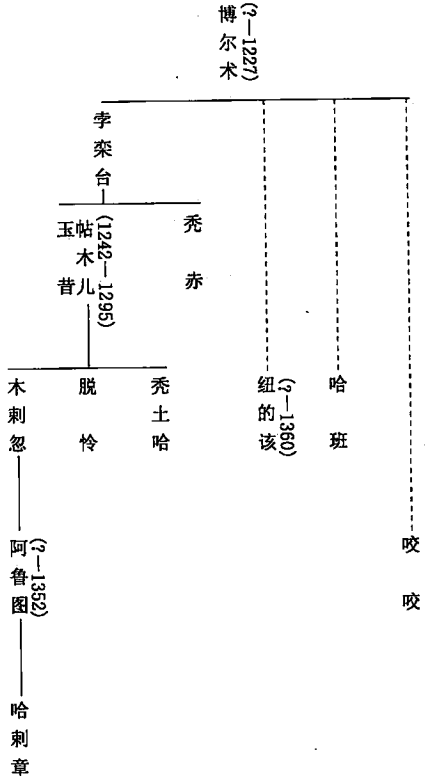 博尔术
(?—1227)
孛栾台
秃赤
玉昔
帖木儿
(1242—1295)
木剌忽
脱怜
秃土哈
纽的该
(?—1360)
哈班
阿鲁图
(?—1352)
咬咬
哈剌章